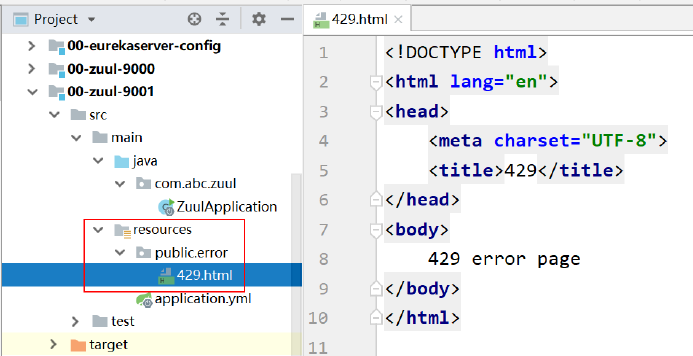 Project
00-eurekaserver-config
00-zuul-9000
00-zuul-9001
src
main
java
com.abc.zuul
ZuulApplication
resources
public.error
429.html
application.yml
test
target
429.html
1 <!DOCTYPE html>
2 <html lang="en">
3 <head>
4 <meta charset="UTF-8">
5 <title>429</title>
6 </head>
7 <body>
8 429 error page
9 </body>
10 </html>
11